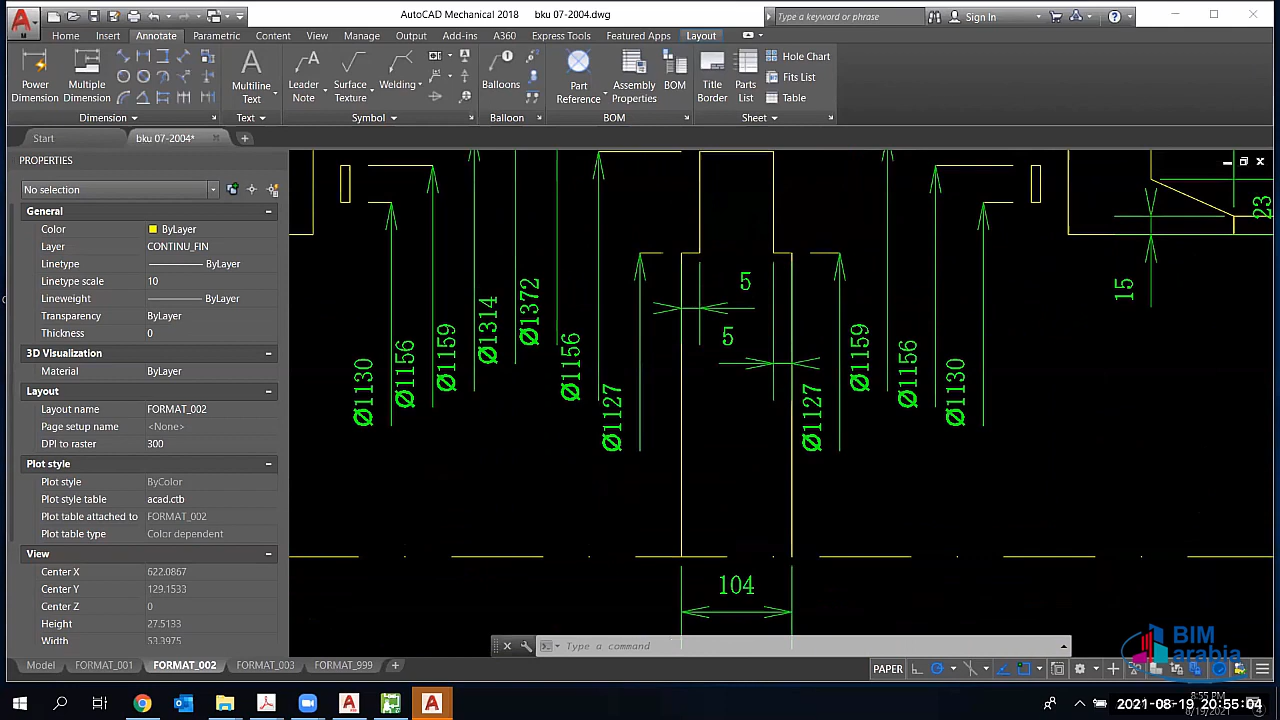 AutoCAD Mechanical 2018 bku 07-2004.dwg
Type a keyword or phrase
Sign In
Home Insert Annotate Parametric Content View Manage Output Add-ins A360 Express Tools Featured Apps Layout
Power Dimension
Multiple Dimension
Multiline Text
Leader Note
Surface Texture
Welding
Balloons
Part Reference
Assembly Properties
BOM
Title Border
Parts List
Hole Chart
Fits List
Table
Dimension Text Symbol Balloon BOM Sheet
Start bku 07-2004*
PROPERTIES
No selection
General
Color ByLayer
Layer CONTINU_FIN
Linetype ByLayer
Linetype scale 10
Lineweight ByLayer
Transparency ByLayer
Thickness 0
3D Visualization
Material ByLayer
Layout
Layout name FORMAT_002
Page setup name <None>
DPI to raster 300
Plot style
Plot style ByColor
Plot style table acad.ctb
Plot table attached to FORMAT_002
Plot table type Color dependent
View
Center X 622.0867
Center Y 129.1533
Center Z 0
Height 27.5133
Width 53.3975
Ø1130
Ø1156
Ø1159
Ø1314
Ø1372
Ø1156
Ø1127
5
5
Ø1127
Ø1159
Ø1156
Ø1130
15
23
104
Type a command
Model FORMAT_001 FORMAT_002 FORMAT_003 FORMAT_999
PAPER
BIM
arabia
8:55 PM
8/19/2021
2021-08-19 20:55:04